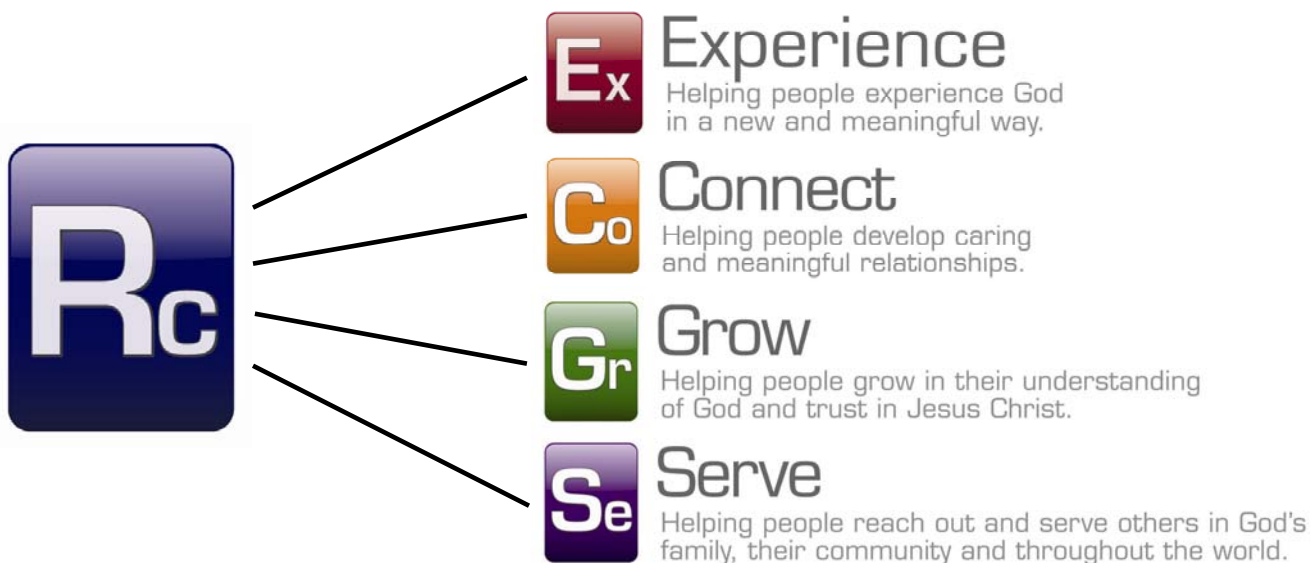 Rc
Ex
Experience
Helping people experience God
in a new and meaningful way.
Co
Connect
Helping people develop caring
and meaningful relationships.
Gr
Grow
Helping people grow in their understanding
of God and trust in Jesus Christ.
Se
Serve
Helping people reach out and serve others in God's
family, their community and throughout the world.